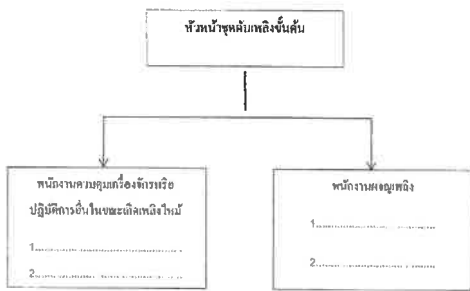 หัวหน้าชุดดับเพลิงขั้นต้น
พนักงานควบคุมเครื่องจักรหรือ
ปฏิบัติการอื่นในขณะเกิดเพลิงไหม้
1................................................
2................................................
พนักงานผจญเพลิง
1................................................
2................................................